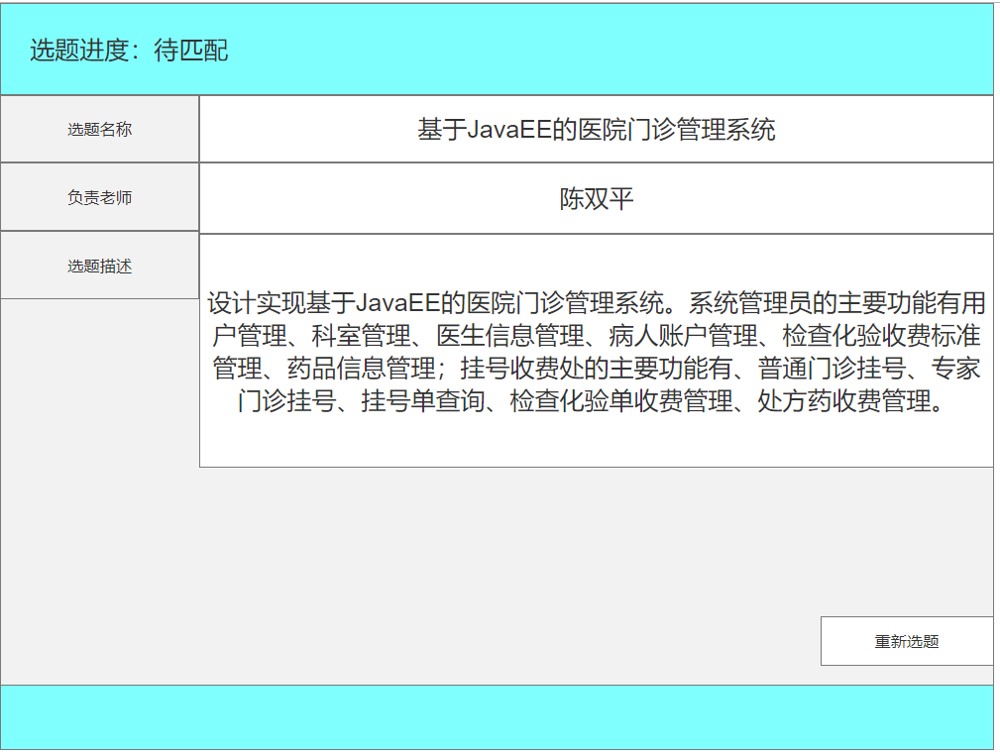 选题进度：待匹配
选题名称
基于JavaEE的医院门诊管理系统
负责老师
陈双平
选题描述
设计实现基于JavaEE的医院门诊管理系统。系统管理员的主要功能有用
户管理、科室管理、医生信息管理、病人账户管理、检查化验收费标准
管理、药品信息管理；挂号收费处的主要功能有、普通门诊挂号、专家
门诊挂号、挂号单查询、检查化验单收费管理、处方药收费管理。
重新选题